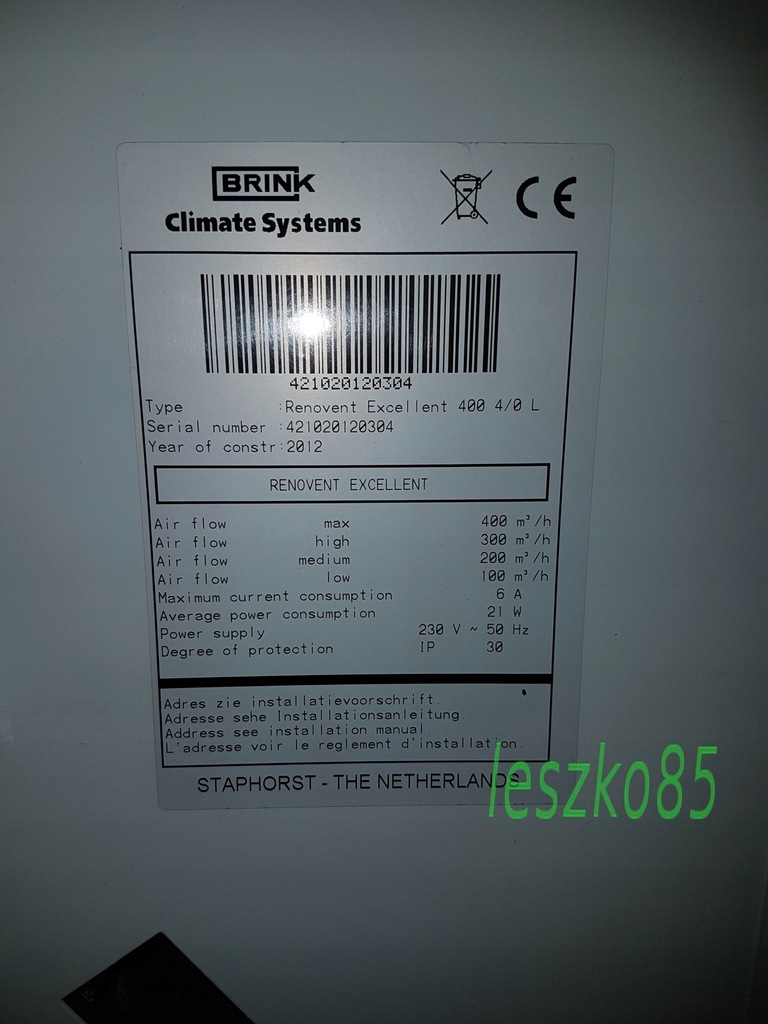 BRINK
Climate Systems
CE
421020120304
Type :Renovent Excellent 400 4/0 L
Serial number :421020120304
Year of constr:2012
RENOVENT EXCELLENT
Air flow max 400 m³/h
Air flow high 300 m³/h
Air flow medium 200 m³/h
Air flow low 100 m³/h
Maximum current consumption 6 A
Average power consumption 21 W
Power supply 230 V ~ 50 Hz
Degree of protection IP 30
Adres zie installatievoorschrift.
Adresse sehe Installationsanleitung.
Address see installation manual.
L'adresse voir le reglement d'installation.
STAPHORST - THE NETHERLANDS
leszko85